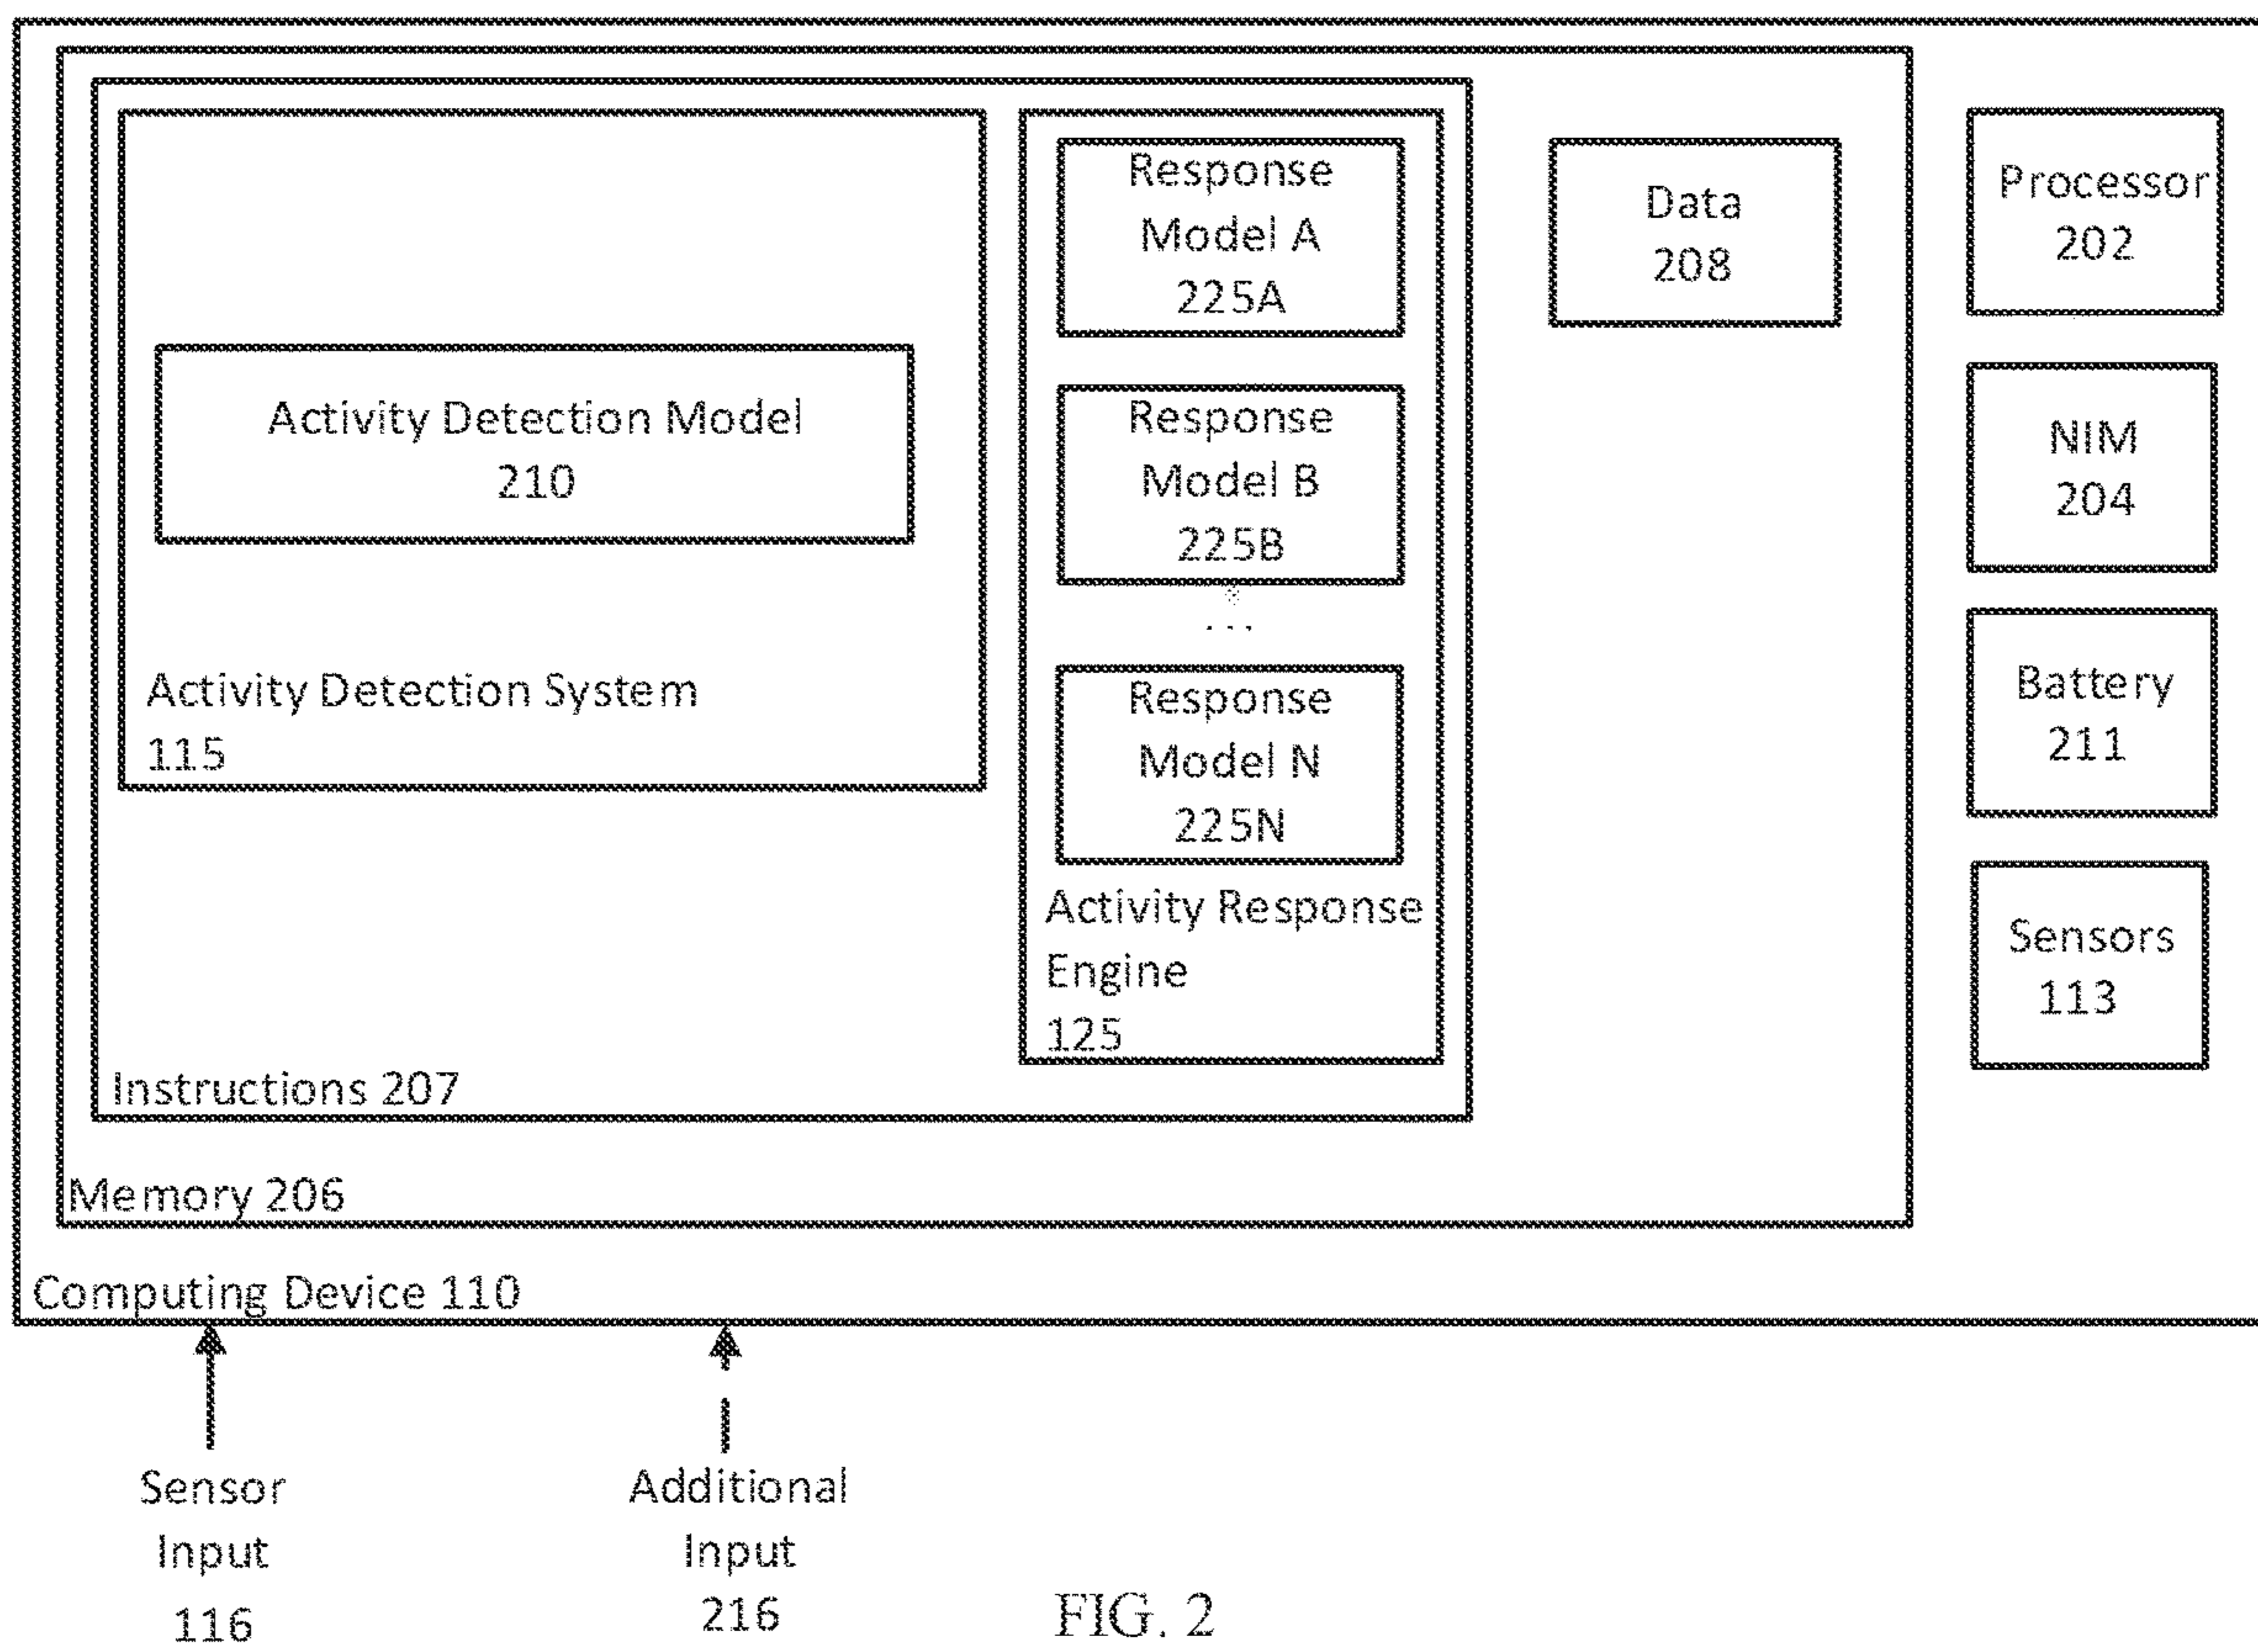 Response
Model A
225A
Data
208
Processor
202
Activity Detection Model
210
Response
Model B
225B
...
NIM
204
Activity Detection System
115
Response
Model N
225N
Battery
211
Activity Response
Engine
125
Sensors
113
Instructions 207
Memory 206
Computing Device 110
Sensor
Input
116
Additional
Input
216
FIG. 2